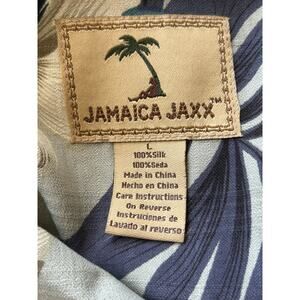 JAMAICA JAXX™
L
100%Silk
100%Seda
Made in China
Hecho en China
Care Instructions
On Reverse
Instruciones de
Lavado al reverso